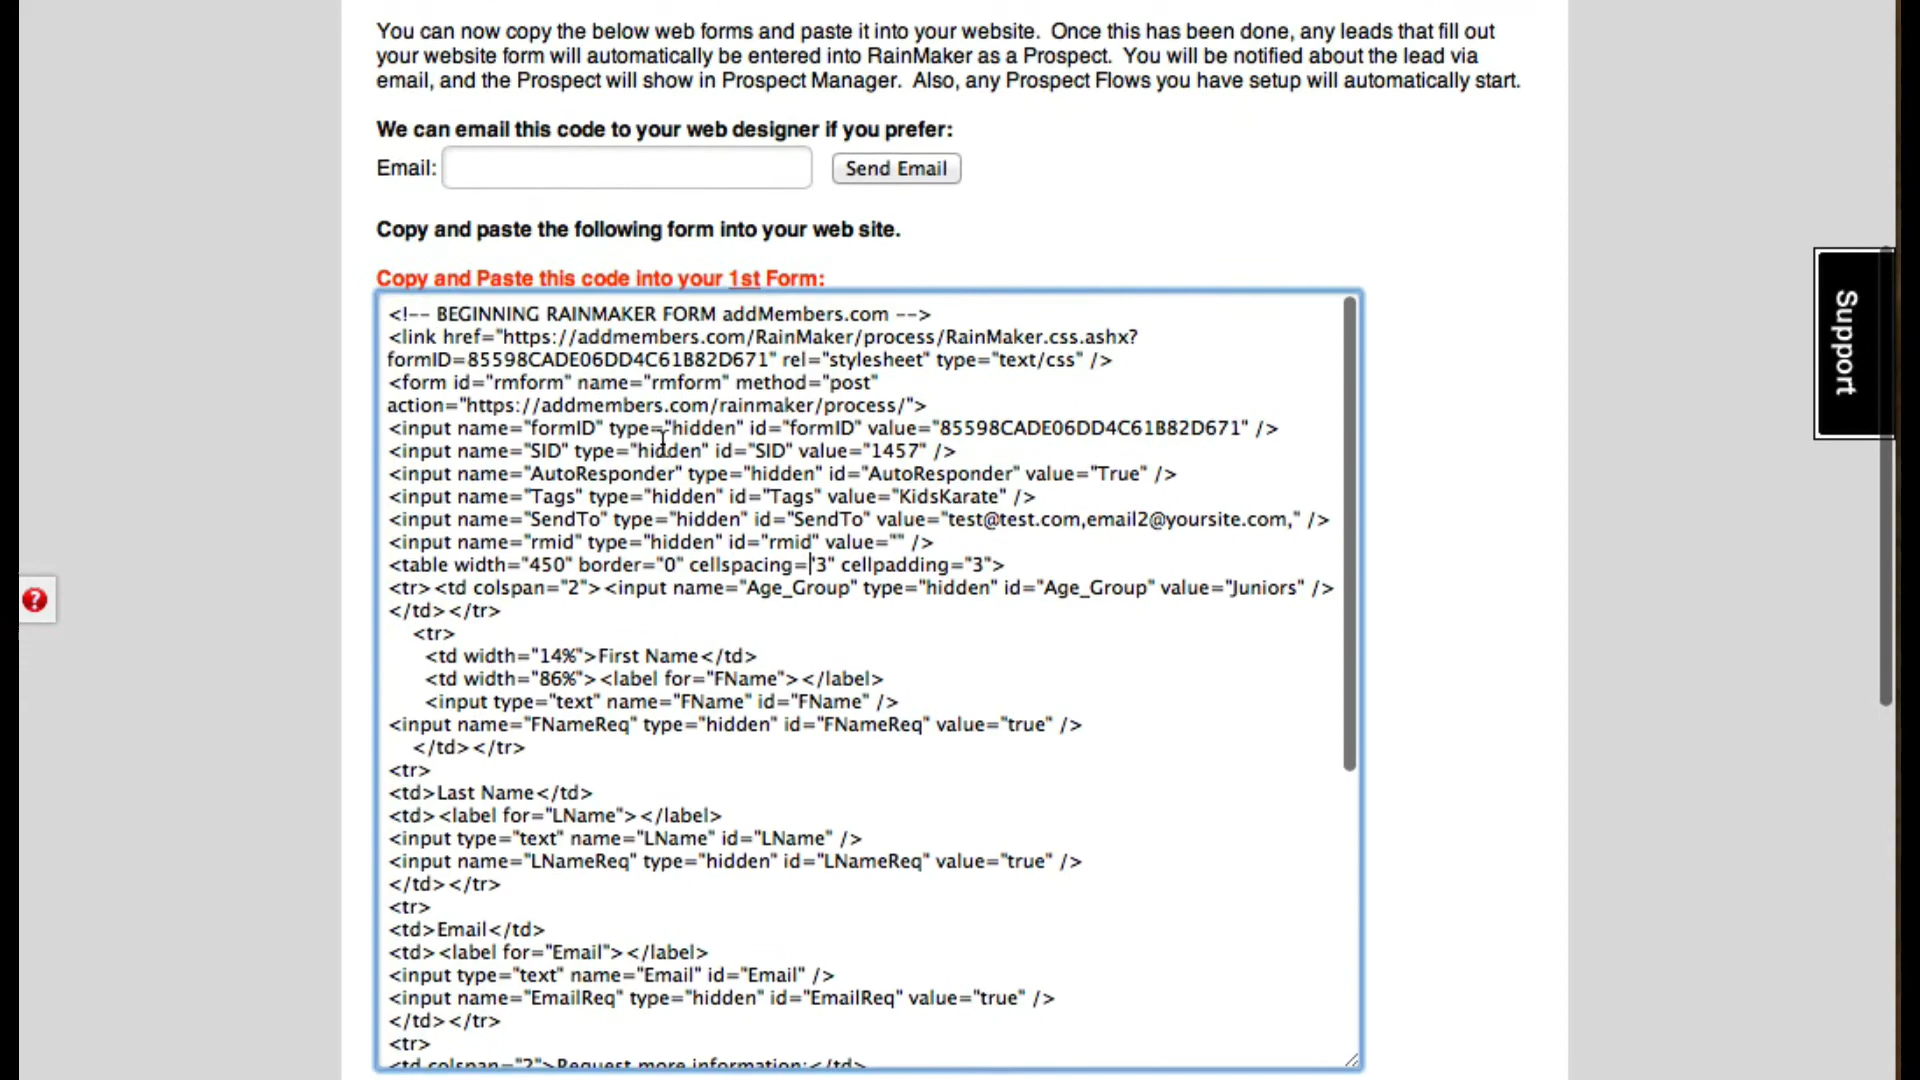 You can now copy the below web forms and paste it into your website.  Once this has been done, any leads that fill out
your website form will automatically be entered into RainMaker as a Prospect.  You will be notified about the lead via
email, and the Prospect will show in Prospect Manager.  Also, any Prospect Flows you have setup will automatically start.
We can email this code to your web designer if you prefer:
Email:
Send Email
Copy and paste the following form into your web site.
Copy and Paste this code into your 1st Form:
<!-- BEGINNING RAINMAKER FORM addMembers.com -->
<link href="https://addmembers.com/RainMaker/process/RainMaker.css.ashx?
formID=85598CADE06DD4C61B82D671" rel="stylesheet" type="text/css" />
<form id="rmform" name="rmform" method="post"
action="https://addmembers.com/rainmaker/process/">
<input name="formID" type="hidden" id="formID" value="85598CADE06DD4C61B82D671" />
<input name="SID" type="hidden" id="SID" value="1457" />
<input name="AutoResponder" type="hidden" id="AutoResponder" value="True" />
<input name="Tags" type="hidden" id="Tags" value="KidsKarate" />
<input name="SendTo" type="hidden" id="SendTo" value="test@test.com,email2@yoursite.com," />
<input name="rmid" type="hidden" id="rmid" value="" />
<table width="450" border="0" cellspacing="3" cellpadding="3">
<tr><td colspan="2"><input name="Age_Group" type="hidden" id="Age_Group" value="Juniors" />
</td></tr>
<tr>
<td width="14%">First Name</td>
<td width="86%"><label for="FName"></label>
<input type="text" name="FName" id="FName" />
<input name="FNameReq" type="hidden" id="FNameReq" value="true" />
</td></tr>
<tr>
<td>Last Name</td>
<td><label for="LName"></label>
<input type="text" name="LName" id="LName" />
<input name="LNameReq" type="hidden" id="LNameReq" value="true" />
</td></tr>
<tr>
<td>Email</td>
<td><label for="Email"></label>
<input type="text" name="Email" id="Email" />
<input name="EmailReq" type="hidden" id="EmailReq" value="true" />
</td></tr>
<tr>
<td colspan="2">Request more information:</td>
Support
?